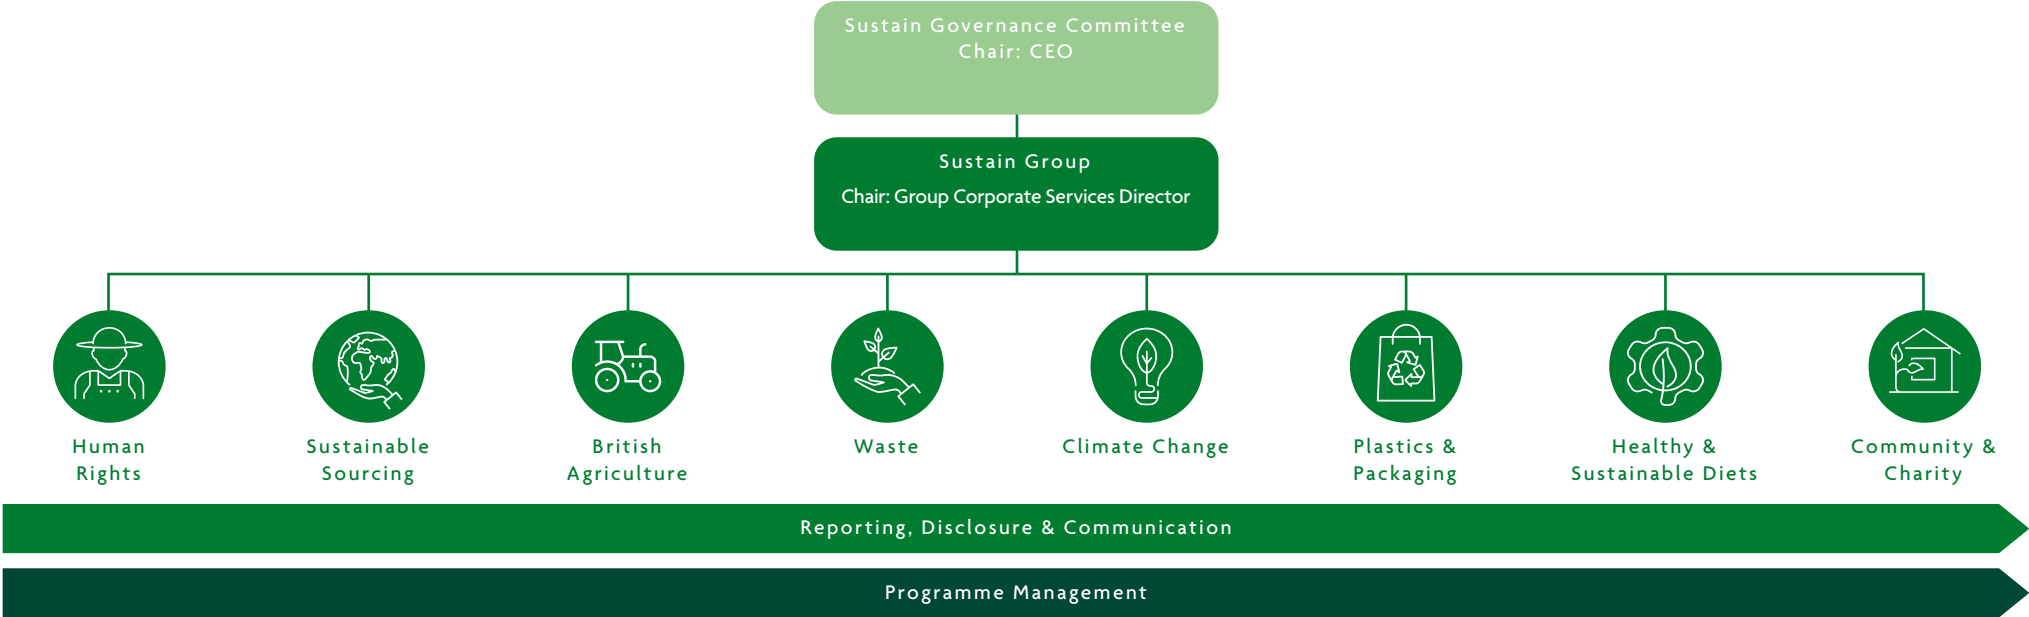 Sustain Governance Committee
Chair: CEO
Sustain Group
Chair: Group Corporate Services Director
Human
Rights
Sustainable
Sourcing
British
Agriculture
Waste
Climate Change
Plastics &
Packaging
Healthy &
Sustainable Diets
Community &
Charity
Reporting, Disclosure & Communication
Programme Management